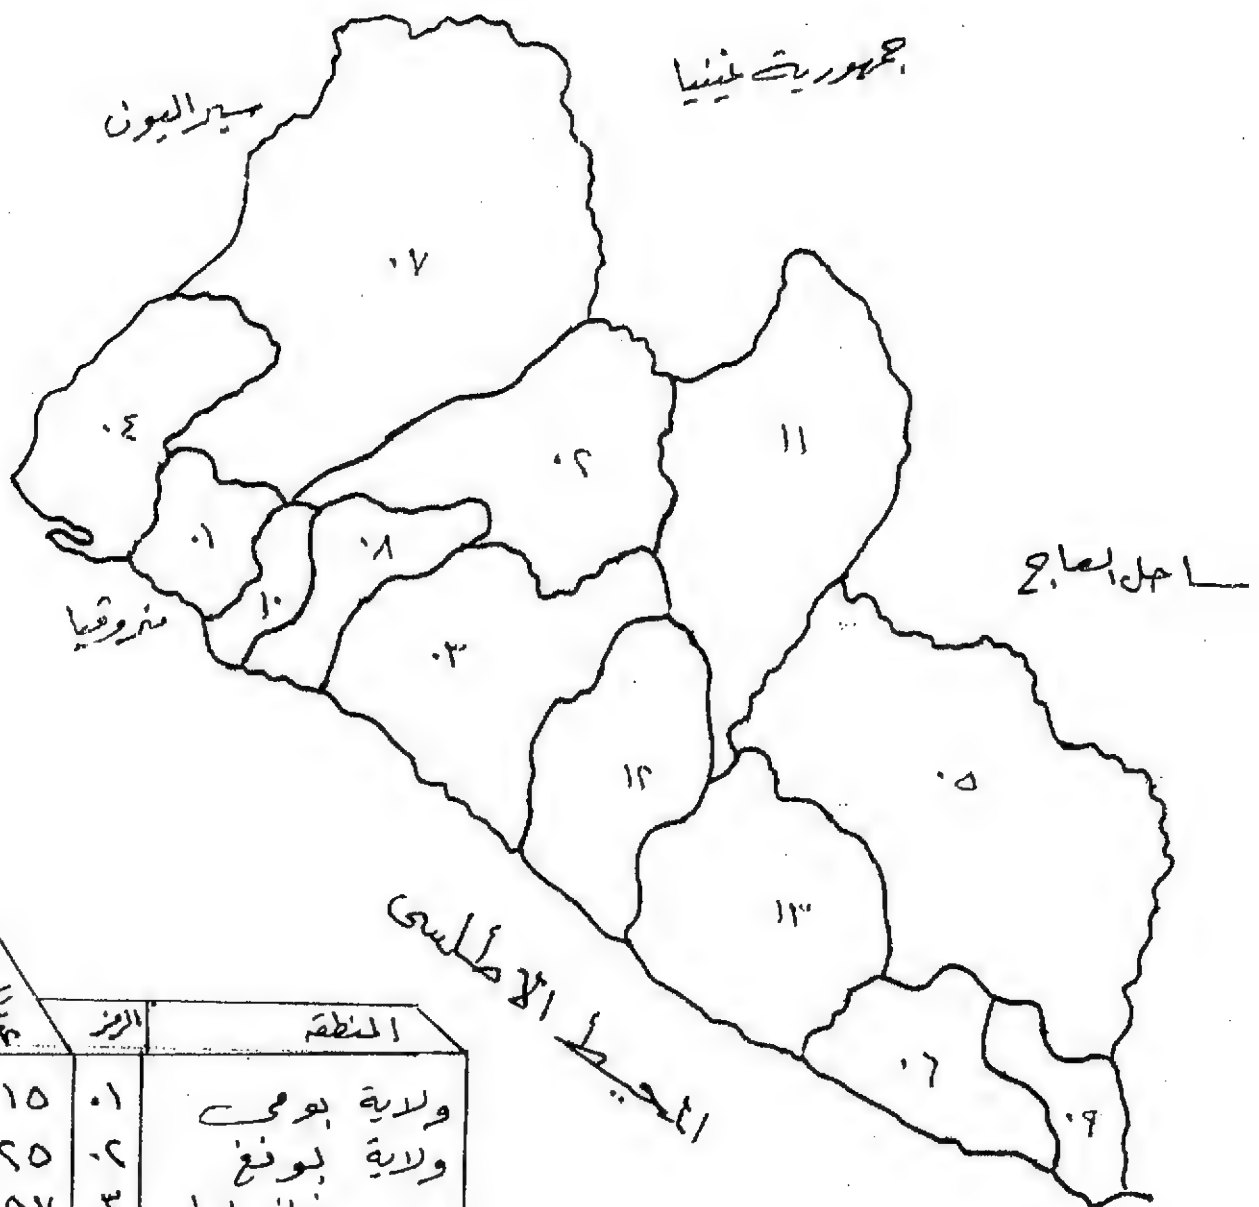 جمهورية غينيا
سيراليون
٠٧
٠٤
١١
٠٢
٠١
٠٨
ساحل العاج
١٠
منروفيا
٠٣
١٢
٠٥
١٣
المحيط الأطلسي
٠٦
٠٩
المنطقة الرمز
ولاية بومى ٠١ ١٥
ولاية بونغ ٠٢ ٢٥